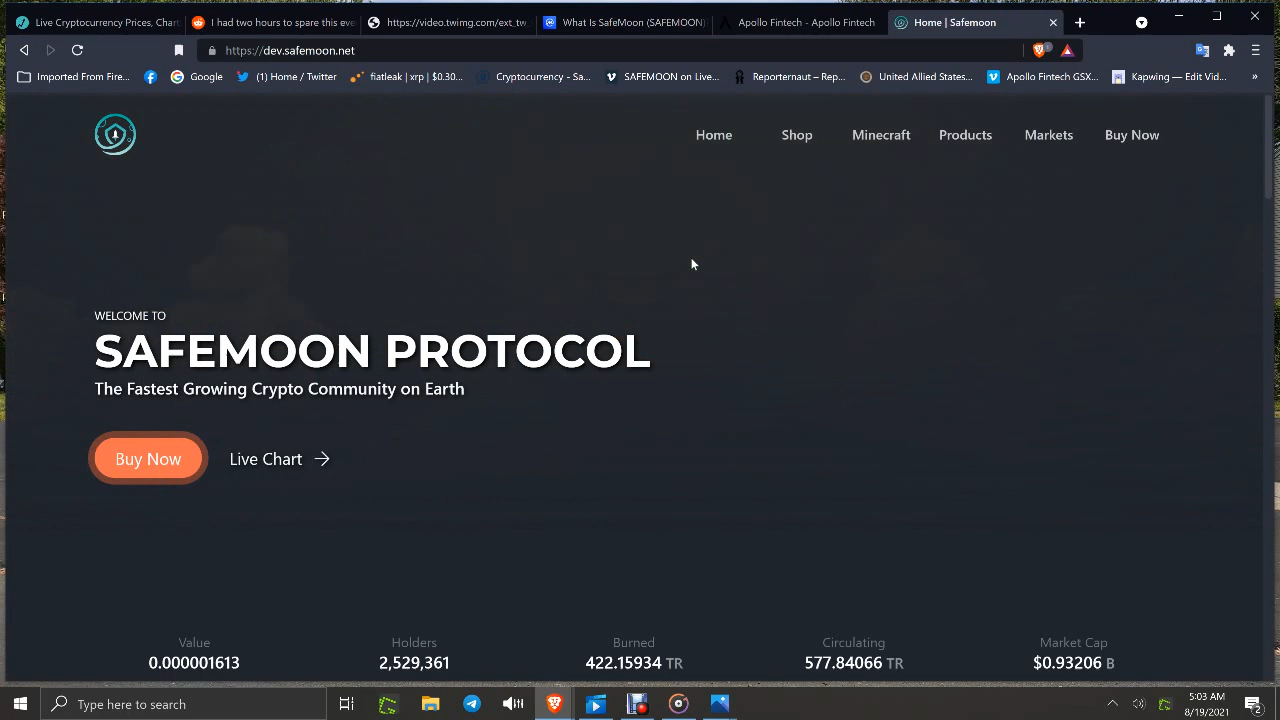 Live Cryptocurrency Prices, Chart
I had two hours to spare this eve
https://video.twimg.com/ext_tw
What Is SafeMoon (SAFEMOON)
Apollo Fintech - Apollo Fintech
Home | Safemoon
https://dev.safemoon.net
Imported From Fire...
Google
(1) Home / Twitter
fiatleak | xrp | $0.30...
Cryptocurrency - Sa...
SAFEMOON on Live...
Reporternaut – Rep...
United Allied States...
Apollo Fintech GSX...
Kapwing — Edit Vid...
Home
Shop
Minecraft
Products
Markets
Buy Now
WELCOME TO
SAFEMOON PROTOCOL
The Fastest Growing Crypto Community on Earth
Buy Now
Live Chart
Value
Holders
Burned
Circulating
Market Cap
0.000001613
2,529,361
422.15934 TR
577.84066 TR
$0.93206 B
Type here to search
5:03 AM
8/19/2021
2